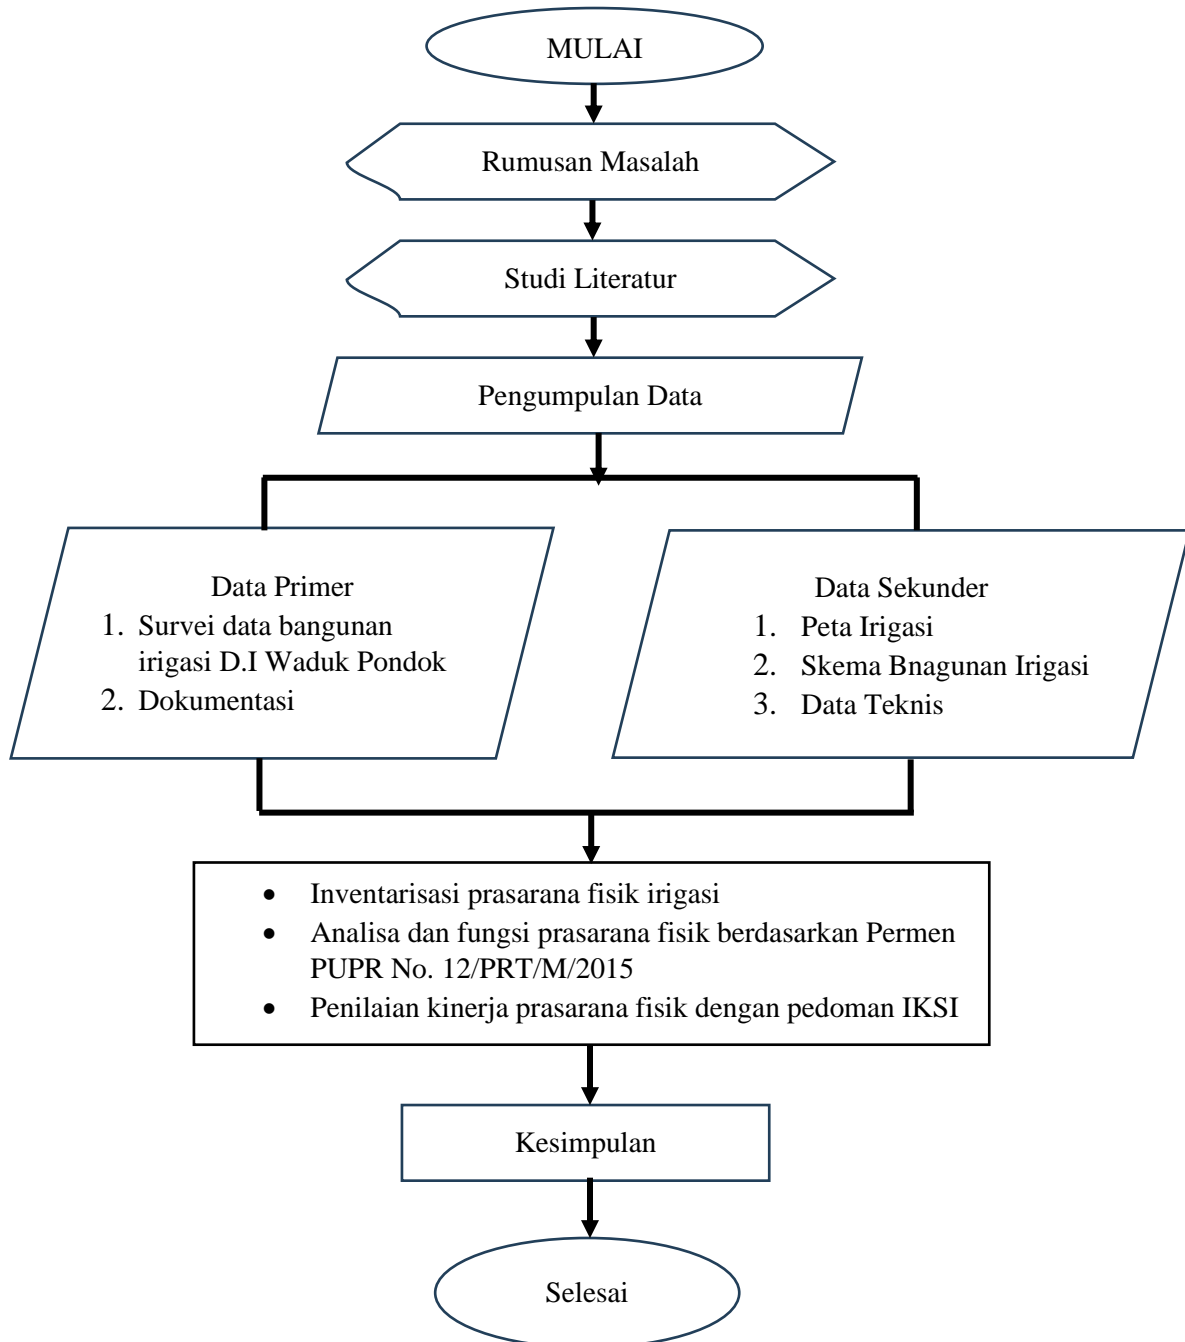 MULAI
Rumusan Masalah
Studi Literatur
Pengumpulan Data
Data Primer
1. Survei data bangunan
irigasi D.I Waduk Pondok
2. Dokumentasi
Data Sekunder
1. Peta Irigasi
2. Skema Bnagunan Irigasi
3. Data Teknis
• Inventarisasi prasarana fisik irigasi
• Analisa dan fungsi prasarana fisik berdasarkan Permen
PUPR No. 12/PRT/M/2015
• Penilaian kinerja prasarana fisik dengan pedoman IKSI
Kesimpulan
Selesai